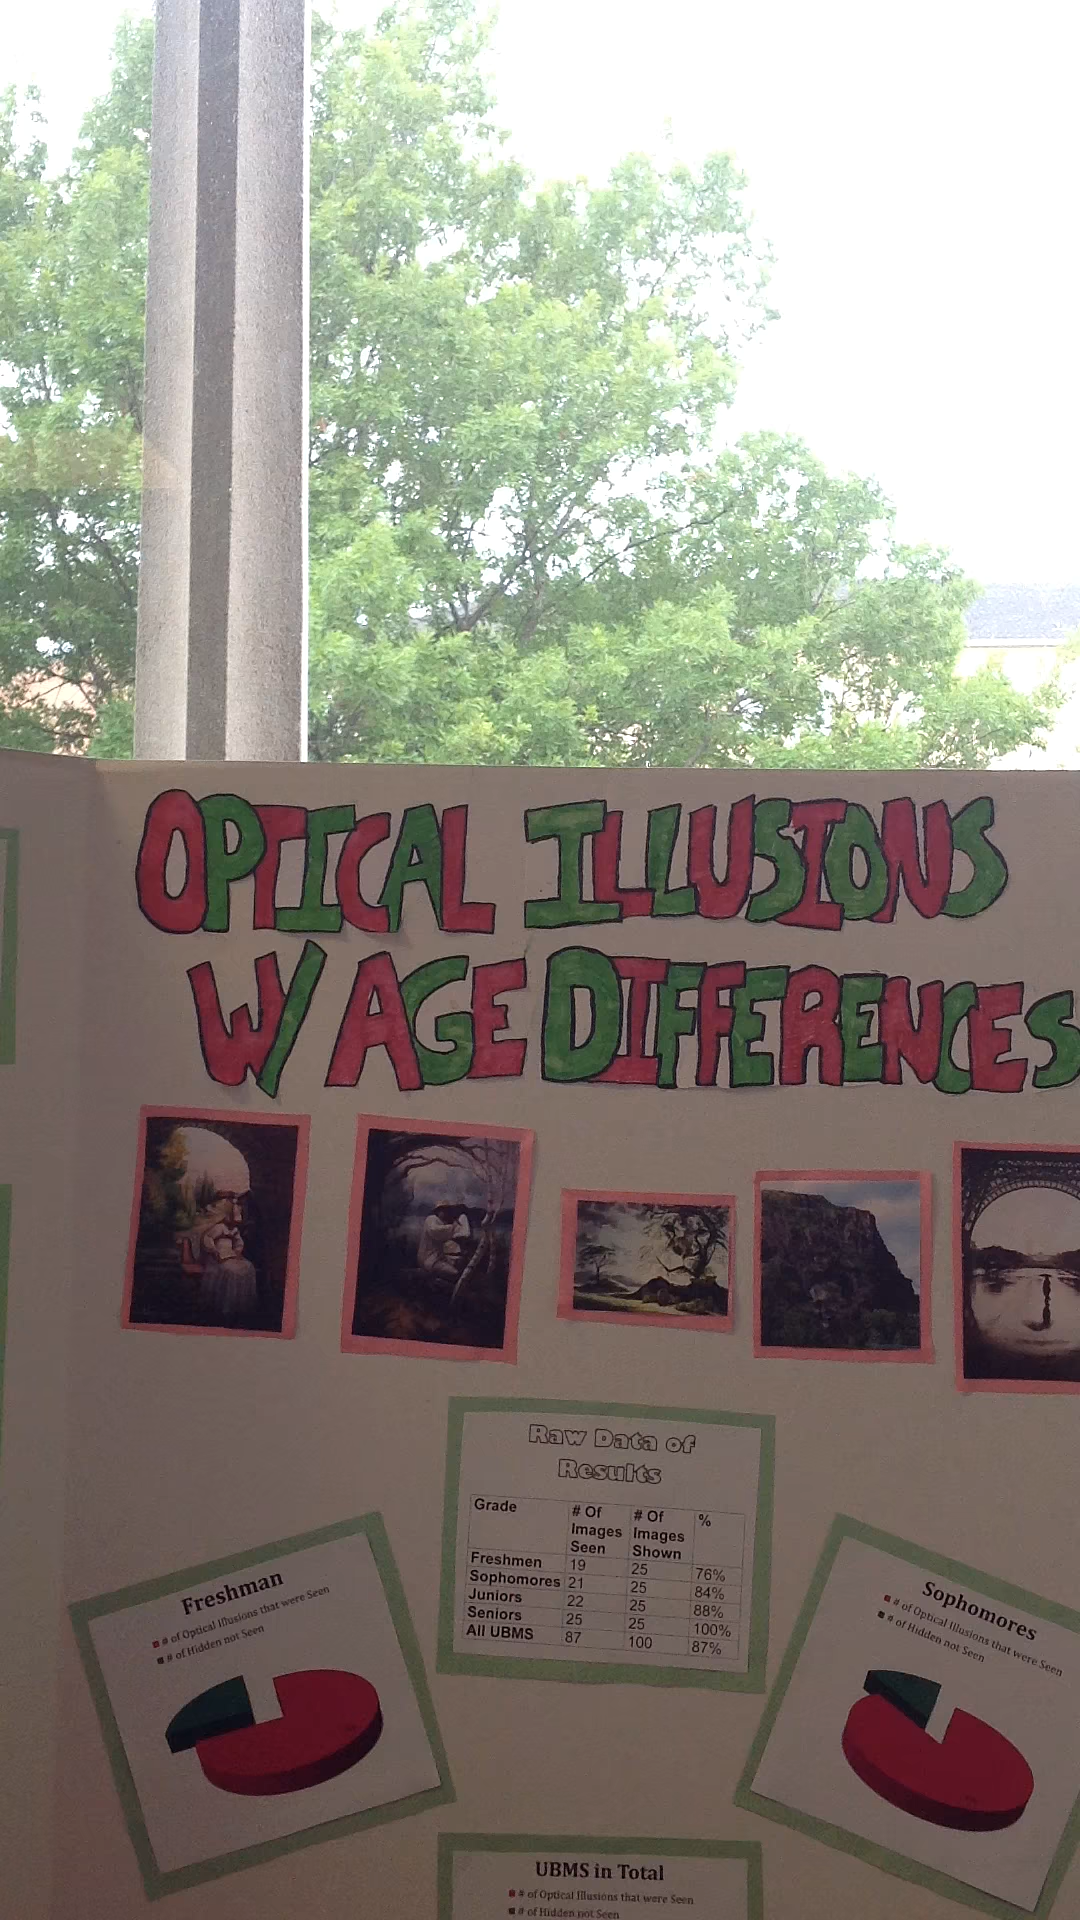 OPTICAL ILLUSIONS
W/ AGE DIFFERENCES
Raw Data of
Results
Grade # Of Images Seen # Of Images Shown %
Freshmen 19 25 76%
Sophomores 21 25 84%
Juniors 22 25 88%
Seniors 25 25 100%
All UBMS 87 100 87%
Freshman
# of Optical Illusions that were Seen
# of Hidden not Seen
Sophomores
# of Optical Illusions that were Seen
# of Hidden not Seen
UBMS in Total
# of Optical Illusions that were Seen
# of Hidden not Seen